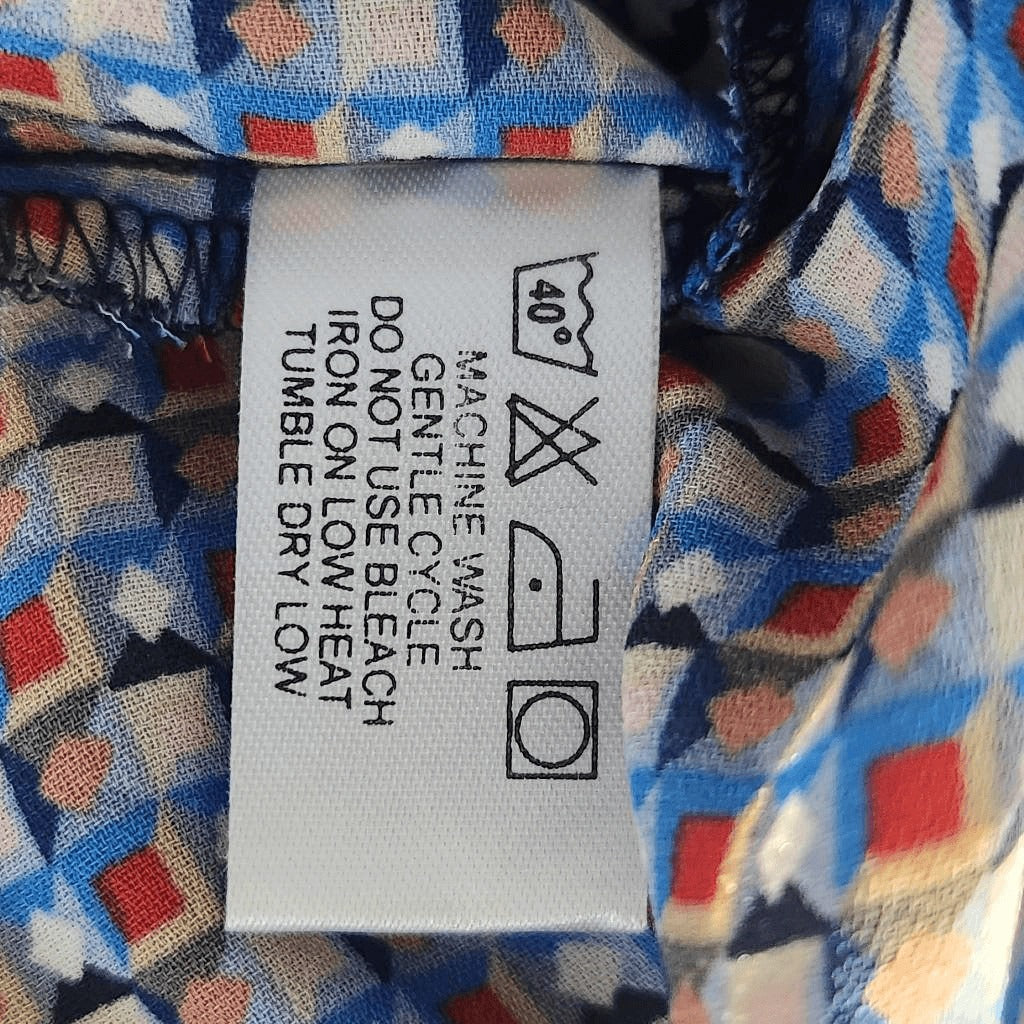 40°
MACHINE WASH
GENTLE CYCLE
DO NOT USE BLEACH
IRON ON LOW HEAT
TUMBLE DRY LOW